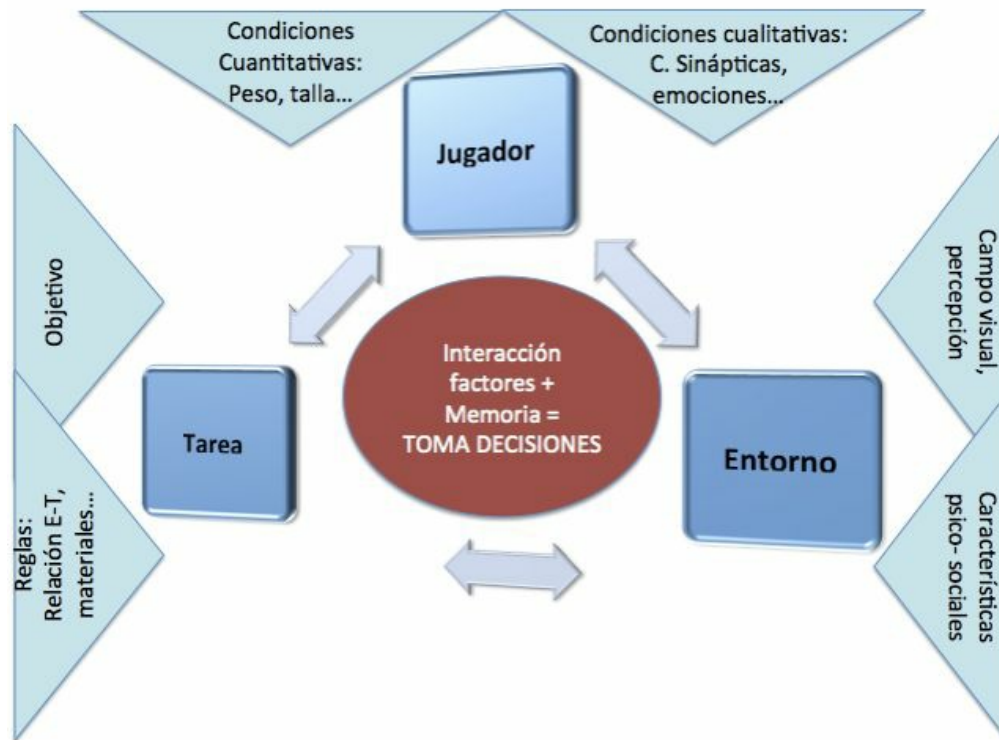 Condiciones
Cuantitativas:
Peso, talla...
Condiciones cualitativas:
C. Sinápticas,
emociones...
Jugador
Objetivo
Campo visual,
percepción
Interacción
factores +
Memoria =
TOMA DECISIONES
Tarea
Entorno
Reglas:
Relación E-T,
materiales...
Características
psico- sociales